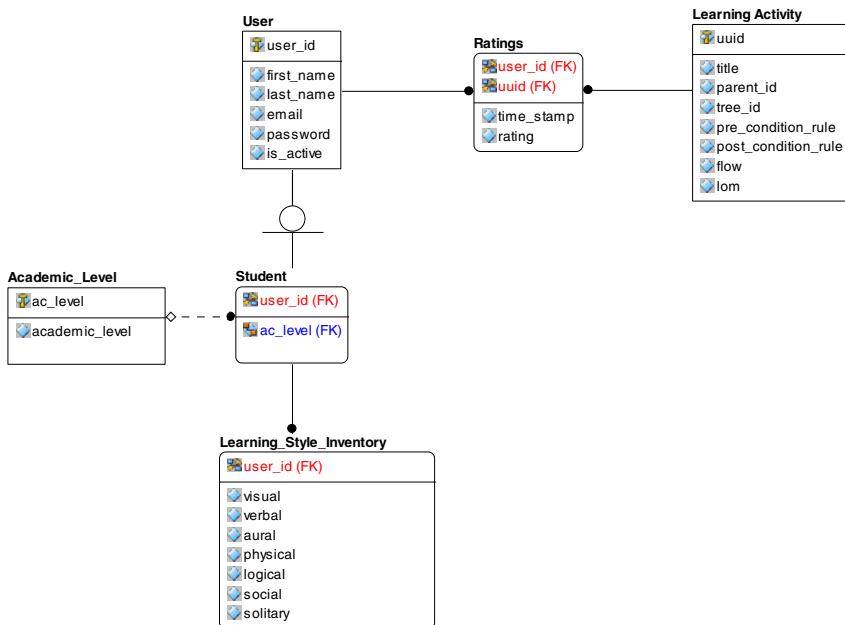 User
user_id
first_name
last_name
email
password
is_active
Ratings
user_id (FK)
uuid (FK)
time_stamp
rating
Learning Activity
uuid
title
parent_id
tree_id
pre_condition_rule
post_condition_rule
flow
lom
Academic_Level
ac_level
academic_level
Student
user_id (FK)
ac_level (FK)
Learning_Style_Inventory
user_id (FK)
visual
verbal
aural
physical
logical
social
solitary